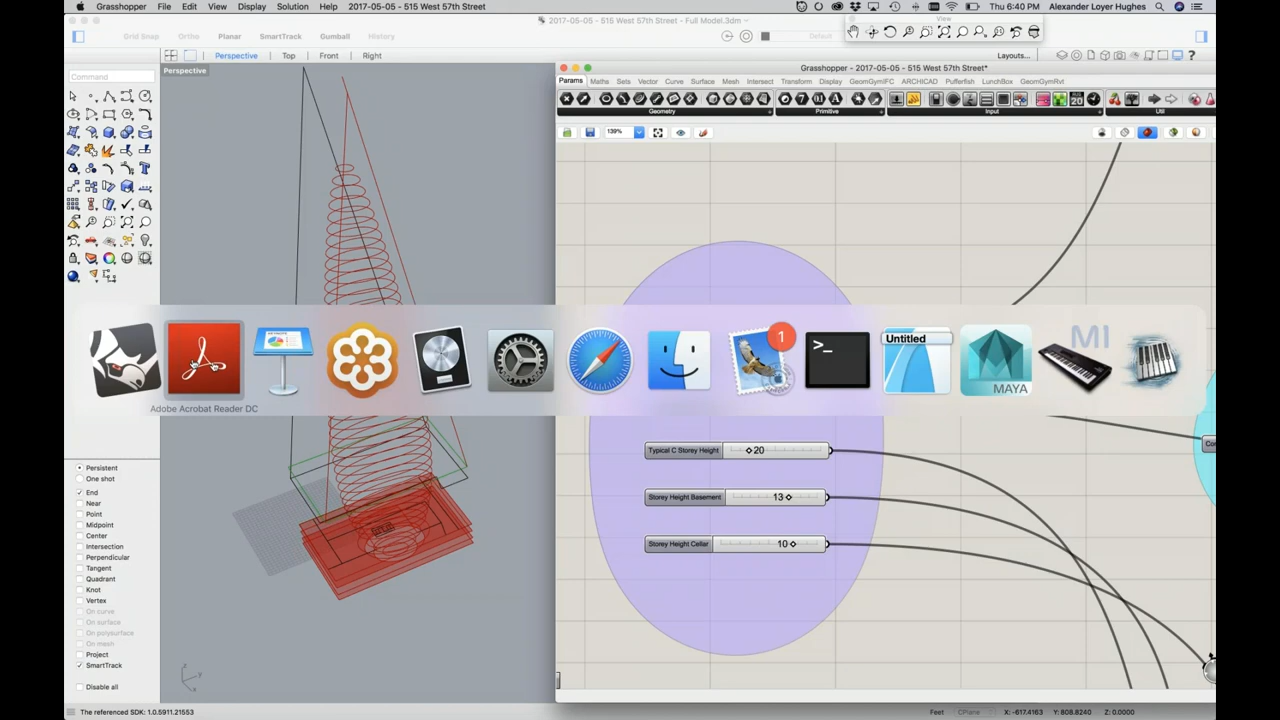 Grasshopper File Edit View Display Solution Help 2017-05-05 - 515 West 57th Street Thu 6:40 PM Alexander Loyer Hughes
2017-05-05 - 515 West 57th Street - Full Model.3dm
View
Grid Snap Ortho Planar SmartTrack Gumball History Default
Perspective Top Front Right Layouts...
Perspective
Command
Grasshopper - 2017-05-05 - 515 West 57th Street*
Params Maths Sets Vector Curve Surface Mesh Intersect Transform Display GeomGymIFC ARCHICAD Pufferfish LunchBox GeomGymRvt
Geometry Primitive Input Util
139%
1
Untitled
>_
MAYA
MI
Adobe Acrobat Reader DC
Typical C Storey Height 20
Storey Height Basement 13
Storey Height Cellar 10
Persistent
One shot
End
Near
Point
Midpoint
Center
Intersection
Perpendicular
Tangent
Quadrant
Knot
Vertex
On curve
On surface
On polysurface
On mesh
Project
SmartTrack
Disable all
The referenced SDK: 1.0.5911.21553
Feet CPlane X: -617.4163 Y: 808.8240 Z: 0.0000